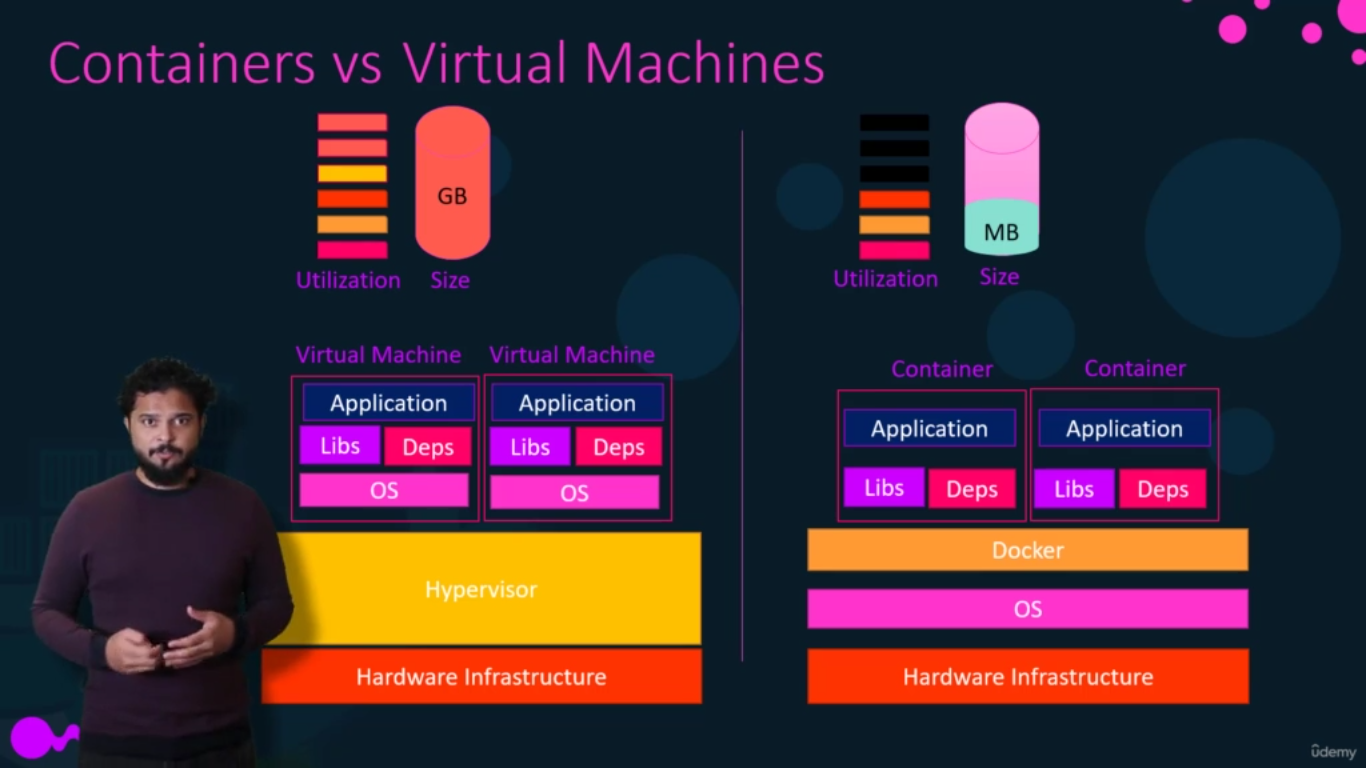 Containers vs Virtual Machines
GB
Utilization Size
Virtual Machine Virtual Machine
Application Application
Libs Deps Libs Deps
OS OS
Hypervisor
Hardware Infrastructure
MB
Utilization Size
Container Container
Application Application
Libs Deps Libs Deps
Docker
OS
Hardware Infrastructure
ûdemy